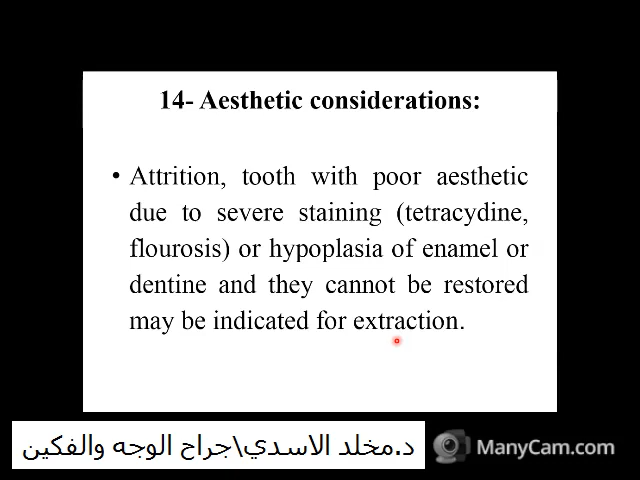 14- Aesthetic considerations:
• Attrition, tooth with poor aesthetic
due to severe staining (tetracydine,
flourosis) or hypoplasia of enamel or
dentine and they cannot be restored
may be indicated for extraction.
د.مخلد الاسدي\جراح الوجه والفكين
ManyCam.com